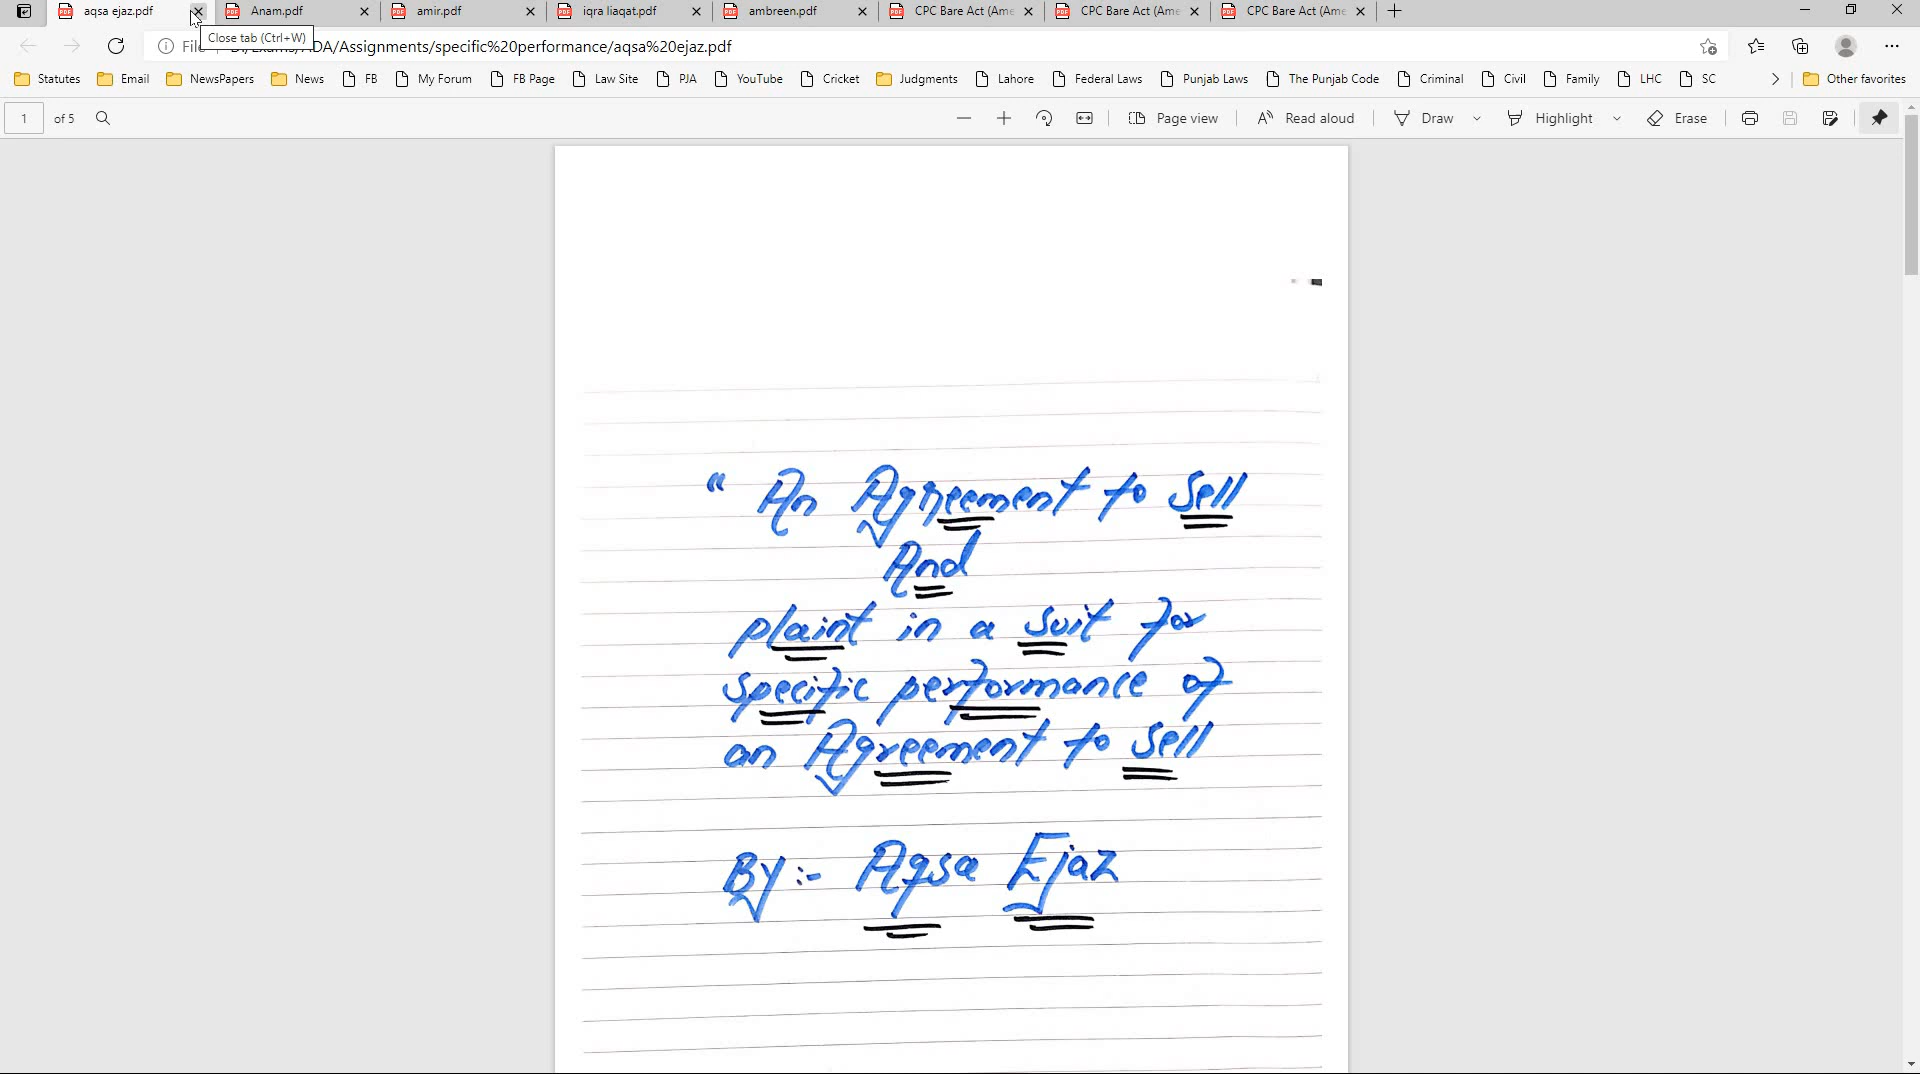 aqsa ejaz.pdf
Anam.pdf
amir.pdf
iqra liaqat.pdf
ambreen.pdf
CPC Bare Act (Ame
CPC Bare Act (Ame
CPC Bare Act (Ame
Close tab (Ctrl+W)
/Assignments/specific%20performance/aqsa%20ejaz.pdf
Statutes
Email
NewsPapers
News
FB
My Forum
FB Page
Law Site
PJA
YouTube
Cricket
Judgments
Lahore
Federal Laws
Punjab Laws
The Punjab Code
Criminal
Civil
Family
LHC
SC
Other favorites
1 of 5
Page view
Read aloud
Draw
Highlight
Erase
" An Agreement to Sell
And
plaint in a suit for
specific performance of
an Agreement to sell
By :- Aqsa Ejaz